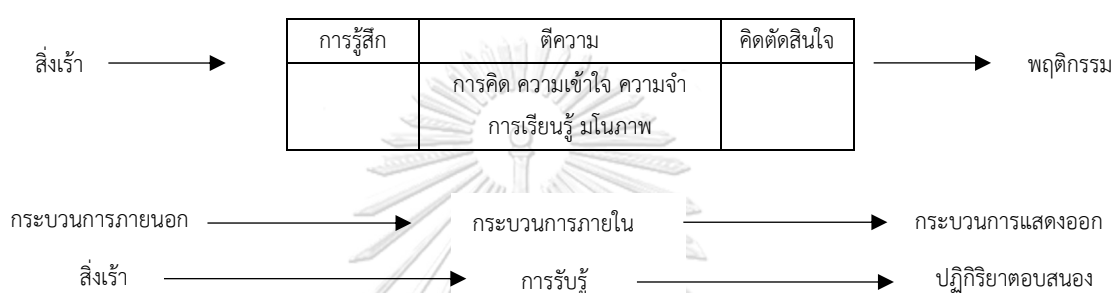 การรู้สึก ตีความ คิดตัดสินใจ
สิ่งเร้า พฤติกรรม
การคิด ความเข้าใจ ความจำ
การเรียนรู้ มโนภาพ
กระบวนการภายนอก กระบวนการภายใน กระบวนการแสดงออก
สิ่งเร้า การรับรู้ ปฏิกิริยาตอบสนอง